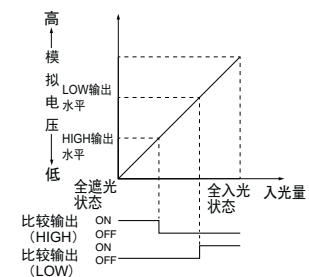 高
模
拟
电
压
低
LOW输出
水平
HIGH输出
水平
全遮光
状态
全入光
状态
入光量
比较输出
（HIGH）
ON
OFF
比较输出
（LOW）
ON
OFF